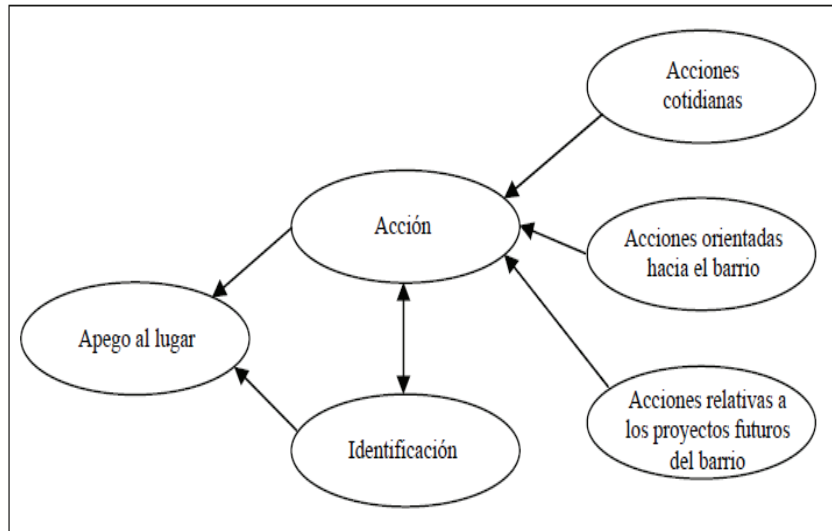 Acciones
cotidianas
Acción
Acciones orientadas
hacia el barrio
Apego al lugar
Identificación
Acciones relativas a
los proyectos futuros
del barrio